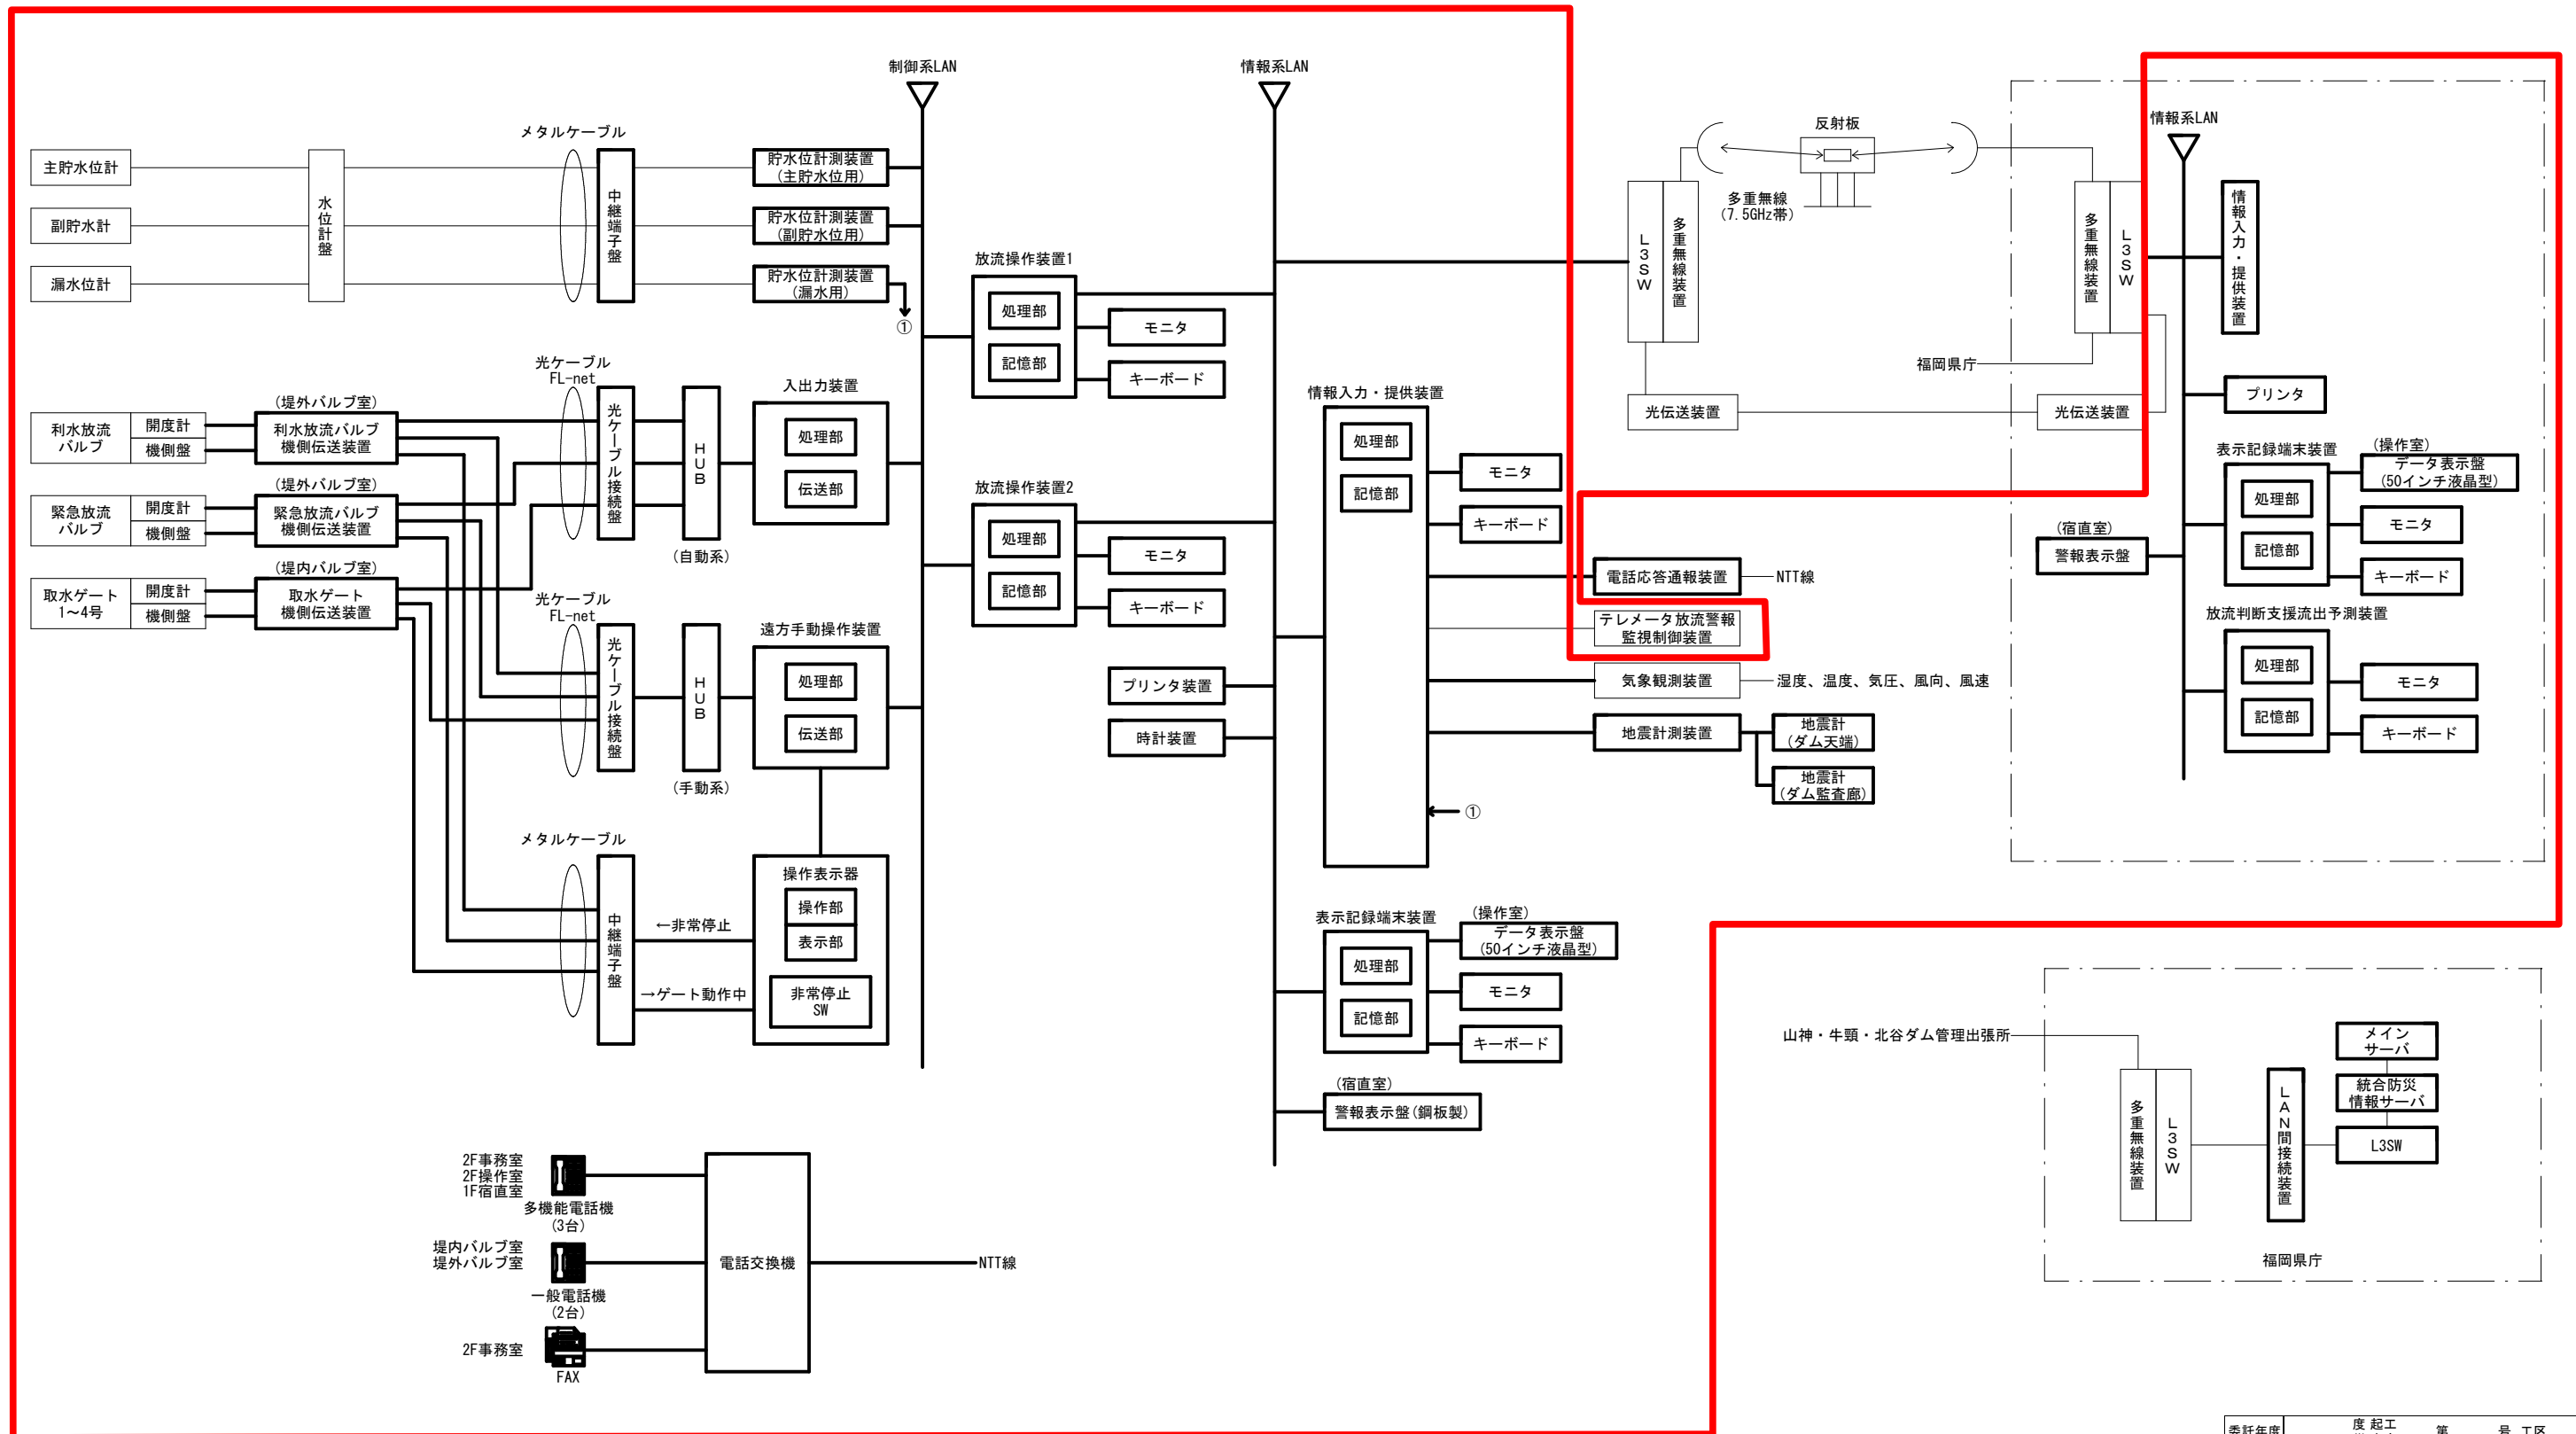 制御系LAN
情報系LAN
メタルケーブル
主貯水位計
副貯水計
漏水位計
水位計盤
中継端子盤
貯水位計測装置
(主貯水位用)
貯水位計測装置
(副貯水位用)
貯水位計測装置
(漏水用)
①
光ケーブル
FL-net
(堤外バルブ室)
利水放流
バルブ
開度計
機側盤
利水放流バルブ
機側伝送装置
(堤外バルブ室)
緊急放流
バルブ
開度計
機側盤
緊急放流バルブ
機側伝送装置
(堤内バルブ室)
取水ゲート
1~4号
開度計
機側盤
取水ゲート
機側伝送装置
光ケーブル接続盤
HUB
(自動系)
入出力装置
処理部
伝送部
光ケーブル
FL-net
光ケーブル接続盤
HUB
(手動系)
遠方手動操作装置
処理部
伝送部
メタルケーブル
中継端子盤
←非常停止
→ゲート動作中
操作表示器
操作部
表示部
非常停止
SW
放流操作装置1
処理部
記憶部
モニタ
キーボード
放流操作装置2
処理部
記憶部
モニタ
キーボード
プリンタ装置
時計装置
情報入力・提供装置
処理部
記憶部
モニタ
キーボード
電話応答通報装置
NTT線
テレメータ放流警報
監視制御装置
気象観測装置
湿度、温度、気圧、風向、風速
地震計測装置
地震計
(ダム天端)
地震計
(ダム監査廊)
①
表示記録端末装置
処理部
記憶部
(操作室)
データ表示盤
(50インチ液晶型)
モニタ
キーボード
(宿直室)
警報表示盤(鋼板製)
2F事務室
2F操作室
1F宿直室
多機能電話機
(3台)
堤内バルブ室
堤外バルブ室
一般電話機
(2台)
2F事務室
FAX
電話交換機
NTT線
L3SW
多重無線装置
反射板
多重無線
(7.5GHz帯)
光伝送装置
光伝送装置
福岡県庁
多重無線装置
L3SW
情報系LAN
情報入力・提供装置
プリンタ
表示記録端末装置
処理部
記憶部
(操作室)
データ表示盤
(50インチ液晶型)
モニタ
キーボード
(宿直室)
警報表示盤
放流判断支援流出予測装置
処理部
記憶部
モニタ
キーボード
山神・牛頸・北谷ダム管理出張所
多重無線装置
L3SW
LAN間接続装置
メイン
サーバ
統合防災
情報サーバ
L3SW
福岡県庁
委託年度
度 起工
第 号 工区